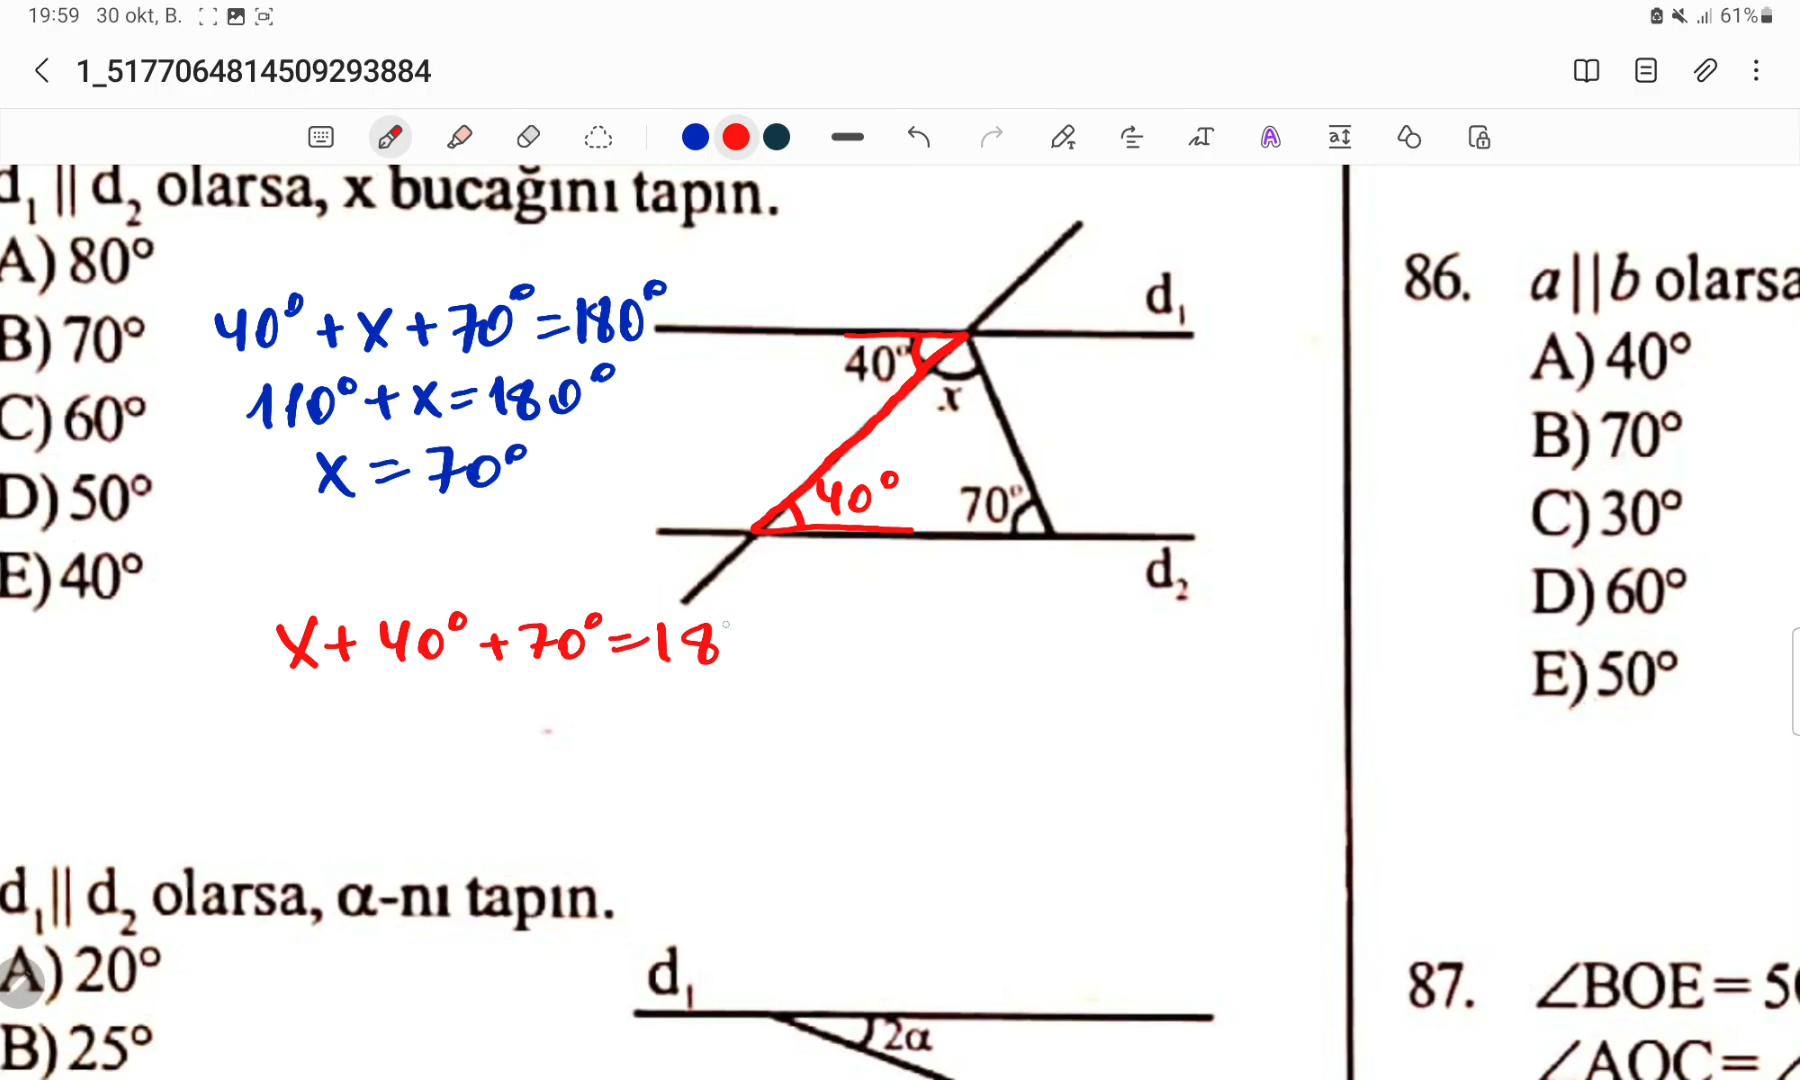 19:59 30 okt, B. 61%
1_5177064814509293884
d₁ || d₂ olarsa, x bucağını tapın.
A) 80°
B) 70°
C) 60°
D) 50°
E) 40°
40° + x + 70° = 180°
110° + x = 180°
x = 70°
d₁
40°
x
40°
70°
d₂
x + 40° + 70° = 18
d₁ || d₂ olarsa, α-nı tapın.
A) 20°
B) 25°
d₁
2α
86. a||b olarsa
A) 40°
B) 70°
C) 30°
D) 60°
E) 50°
87. ∠BOE = 5
∠AOC = ∠